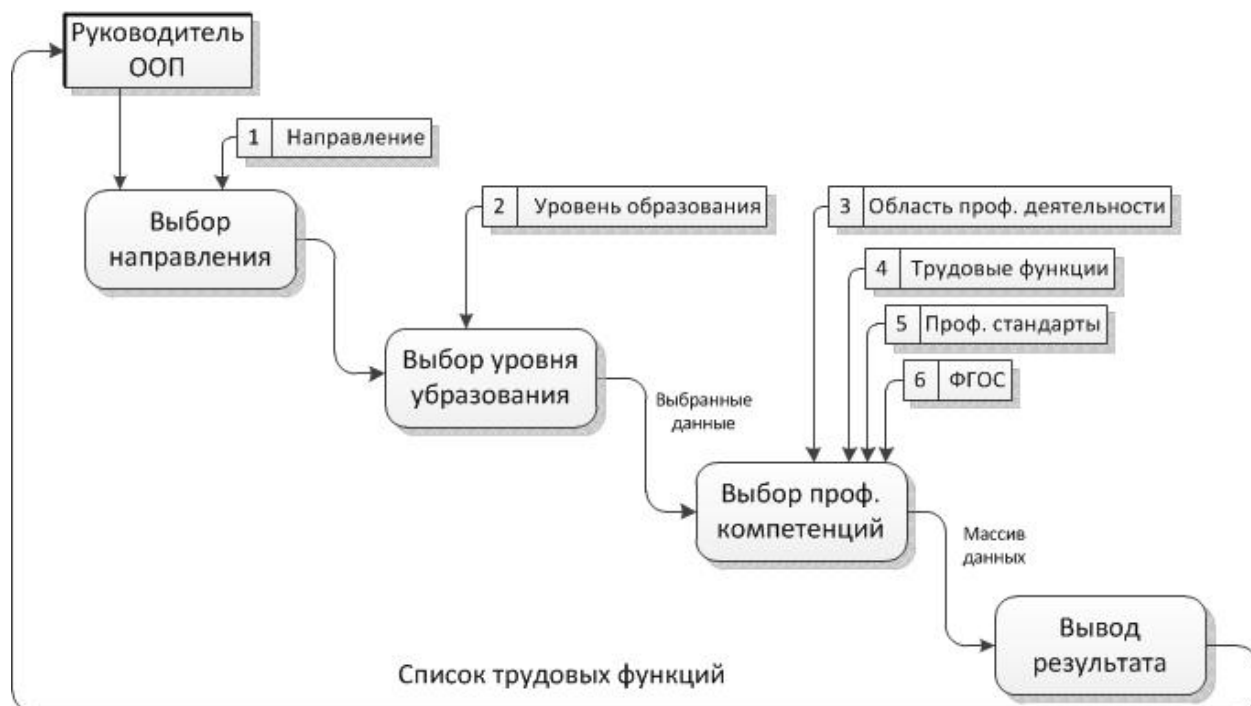 Руководитель
ООП
1 Направление
Выбор
направления
2 Уровень образования
3 Область проф. деятельности
4 Трудовые функции
5 Проф. стандарты
6 ФГОС
Выбор уровня
убразования
Выбранные
данные
Выбор проф.
компетенций
Массив
данных
Вывод
результата
Список трудовых функций